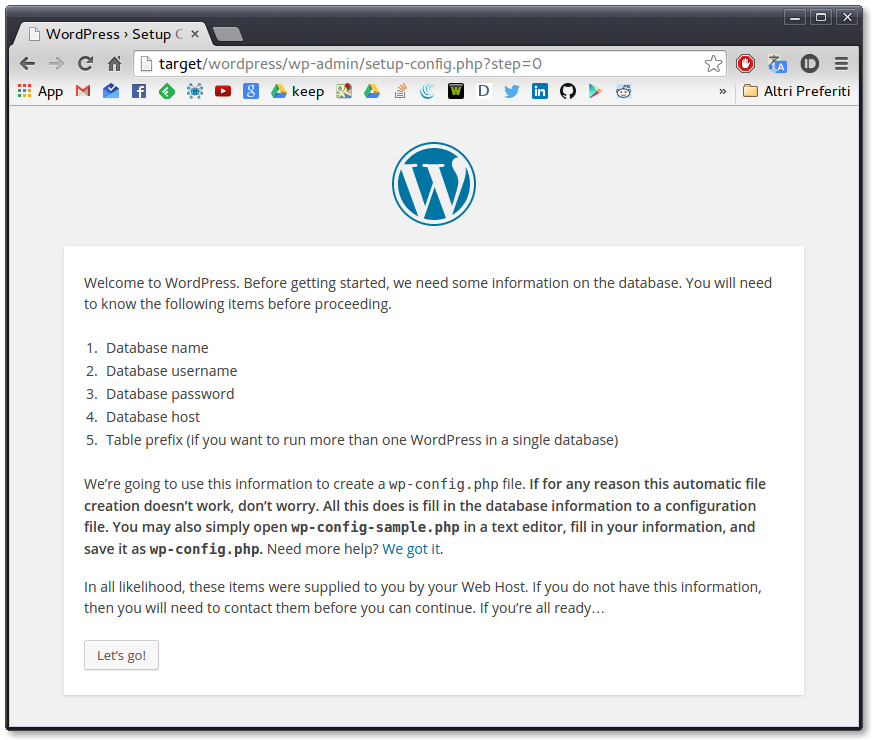 WordPress › Setup C
target/wordpress/wp-admin/setup-config.php?step=0
App
keep
»
Altri Preferiti
Welcome to WordPress. Before getting started, we need some information on the database. You will need
to know the following items before proceeding.
1. Database name
2. Database username
3. Database password
4. Database host
5. Table prefix (if you want to run more than one WordPress in a single database)
We’re going to use this information to create a wp-config.php file. If for any reason this automatic file
creation doesn’t work, don’t worry. All this does is fill in the database information to a configuration
file. You may also simply open wp-config-sample.php in a text editor, fill in your information, and
save it as wp-config.php. Need more help? We got it.
In all likelihood, these items were supplied to you by your Web Host. If you do not have this information,
then you will need to contact them before you can continue. If you’re all ready…
Let’s go!